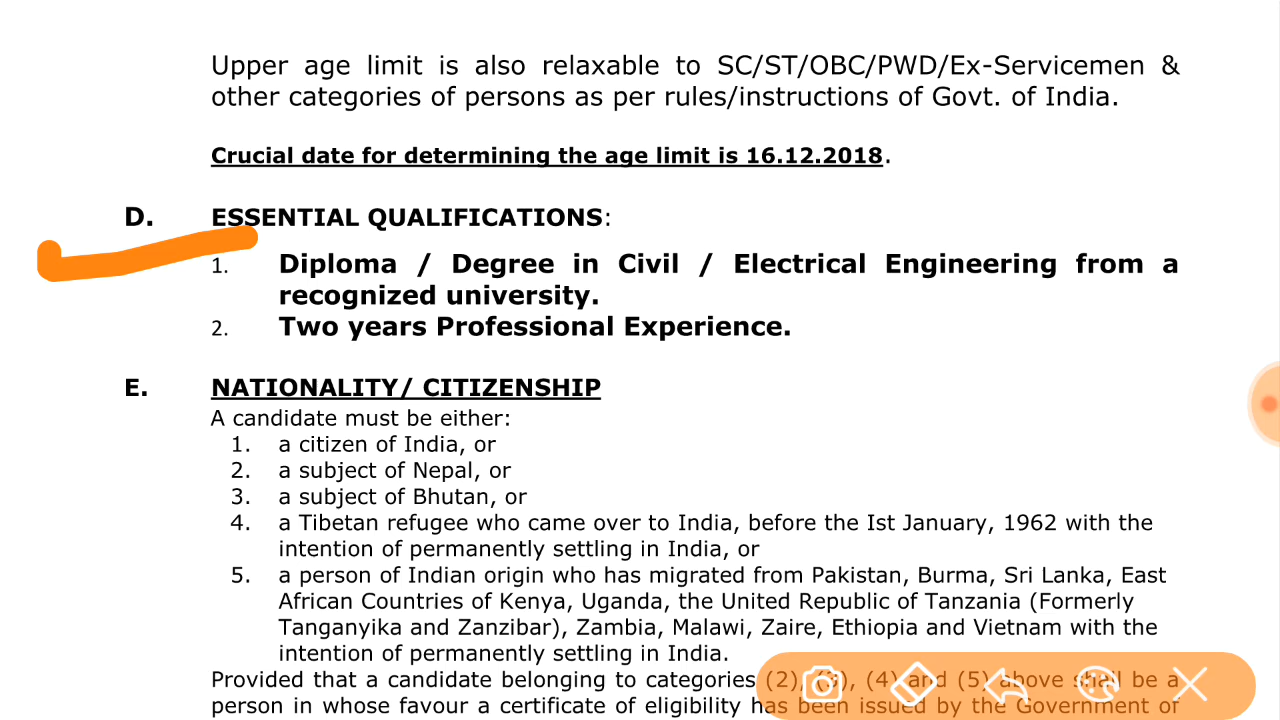 Upper age limit is also relaxable to SC/ST/OBC/PWD/Ex-Servicemen &
other categories of persons as per rules/instructions of Govt. of India.
Crucial date for determining the age limit is 16.12.2018.
D. ESSENTIAL QUALIFICATIONS:
1. Diploma / Degree in Civil / Electrical Engineering from a
recognized university.
2. Two years Professional Experience.
E. NATIONALITY/ CITIZENSHIP
A candidate must be either:
1. a citizen of India, or
2. a subject of Nepal, or
3. a subject of Bhutan, or
4. a Tibetan refugee who came over to India, before the Ist January, 1962 with the
intention of permanently settling in India, or
5. a person of Indian origin who has migrated from Pakistan, Burma, Sri Lanka, East
African Countries of Kenya, Uganda, the United Republic of Tanzania (Formerly
Tanganyika and Zanzibar), Zambia, Malawi, Zaire, Ethiopia and Vietnam with the
intention of permanently settling in India.
Provided that a candidate belonging to categories (2), (3), (4) and (5) above shall be a
person in whose favour a certificate of eligibility has been issued by the Government of